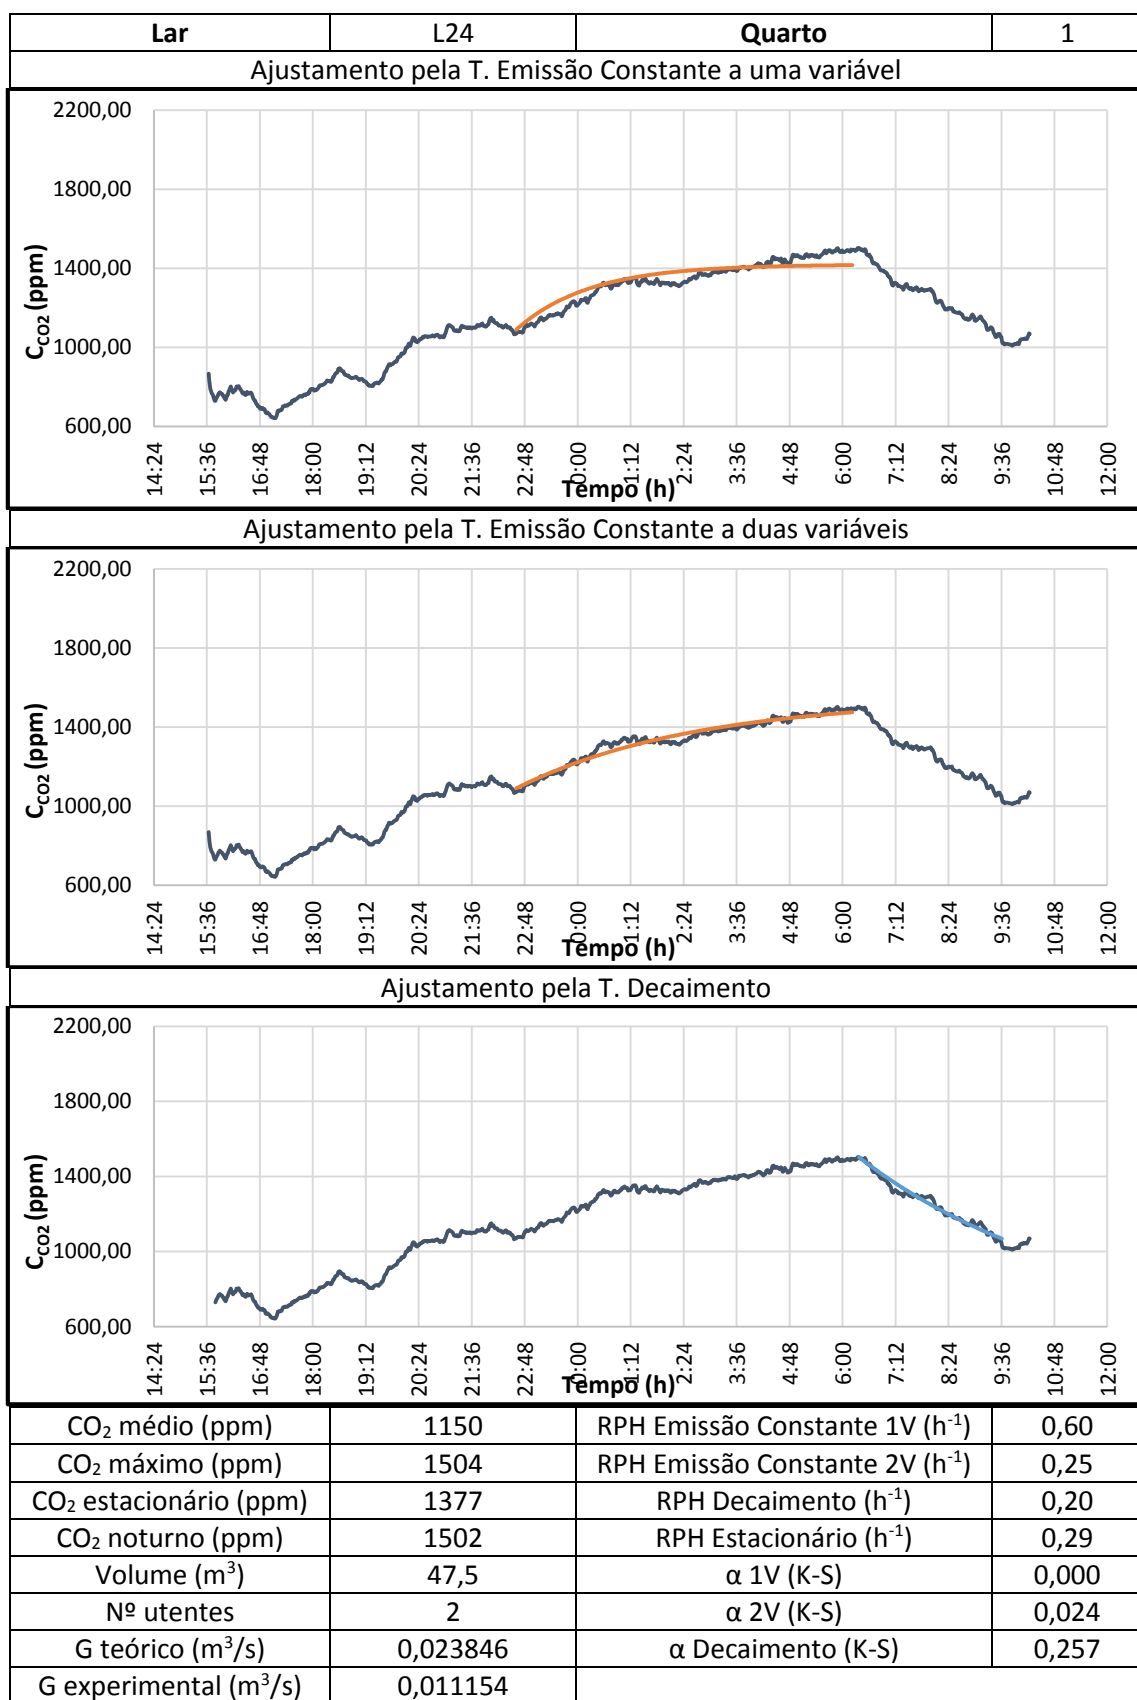 Lar L24 Quarto 1
Ajustamento pela T. Emissão Constante a uma variável
2200,00
1800,00
1400,00
1000,00
600,00
C_CO2 (ppm)
14:24 15:36 16:48 18:00 19:12 20:24 21:36 22:48 0:00 1:12 2:24 3:36 4:48 6:00 7:12 8:24 9:36 10:48 12:00
Tempo (h)
Ajustamento pela T. Emissão Constante a duas variáveis
2200,00
1800,00
1400,00
1000,00
600,00
C_CO2 (ppm)
14:24 15:36 16:48 18:00 19:12 20:24 21:36 22:48 0:00 1:12 2:24 3:36 4:48 6:00 7:12 8:24 9:36 10:48 12:00
Tempo (h)
Ajustamento pela T. Decaimento
2200,00
1800,00
1400,00
1000,00
600,00
C_CO2 (ppm)
14:24 15:36 16:48 18:00 19:12 20:24 21:36 22:48 0:00 1:12 2:24 3:36 4:48 6:00 7:12 8:24 9:36 10:48 12:00
Tempo (h)
CO₂ médio (ppm) 1150 RPH Emissão Constante 1V (h⁻¹) 0,60
CO₂ máximo (ppm) 1504 RPH Emissão Constante 2V (h⁻¹) 0,25
CO₂ estacionário (ppm) 1377 RPH Decaimento (h⁻¹) 0,20
CO₂ noturno (ppm) 1502 RPH Estacionário (h⁻¹) 0,29
Volume (m³) 47,5 α 1V (K-S) 0,000
Nº utentes 2 α 2V (K-S) 0,024
G teórico (m³/s) 0,023846 α Decaimento (K-S) 0,257
G experimental (m³/s) 0,011154